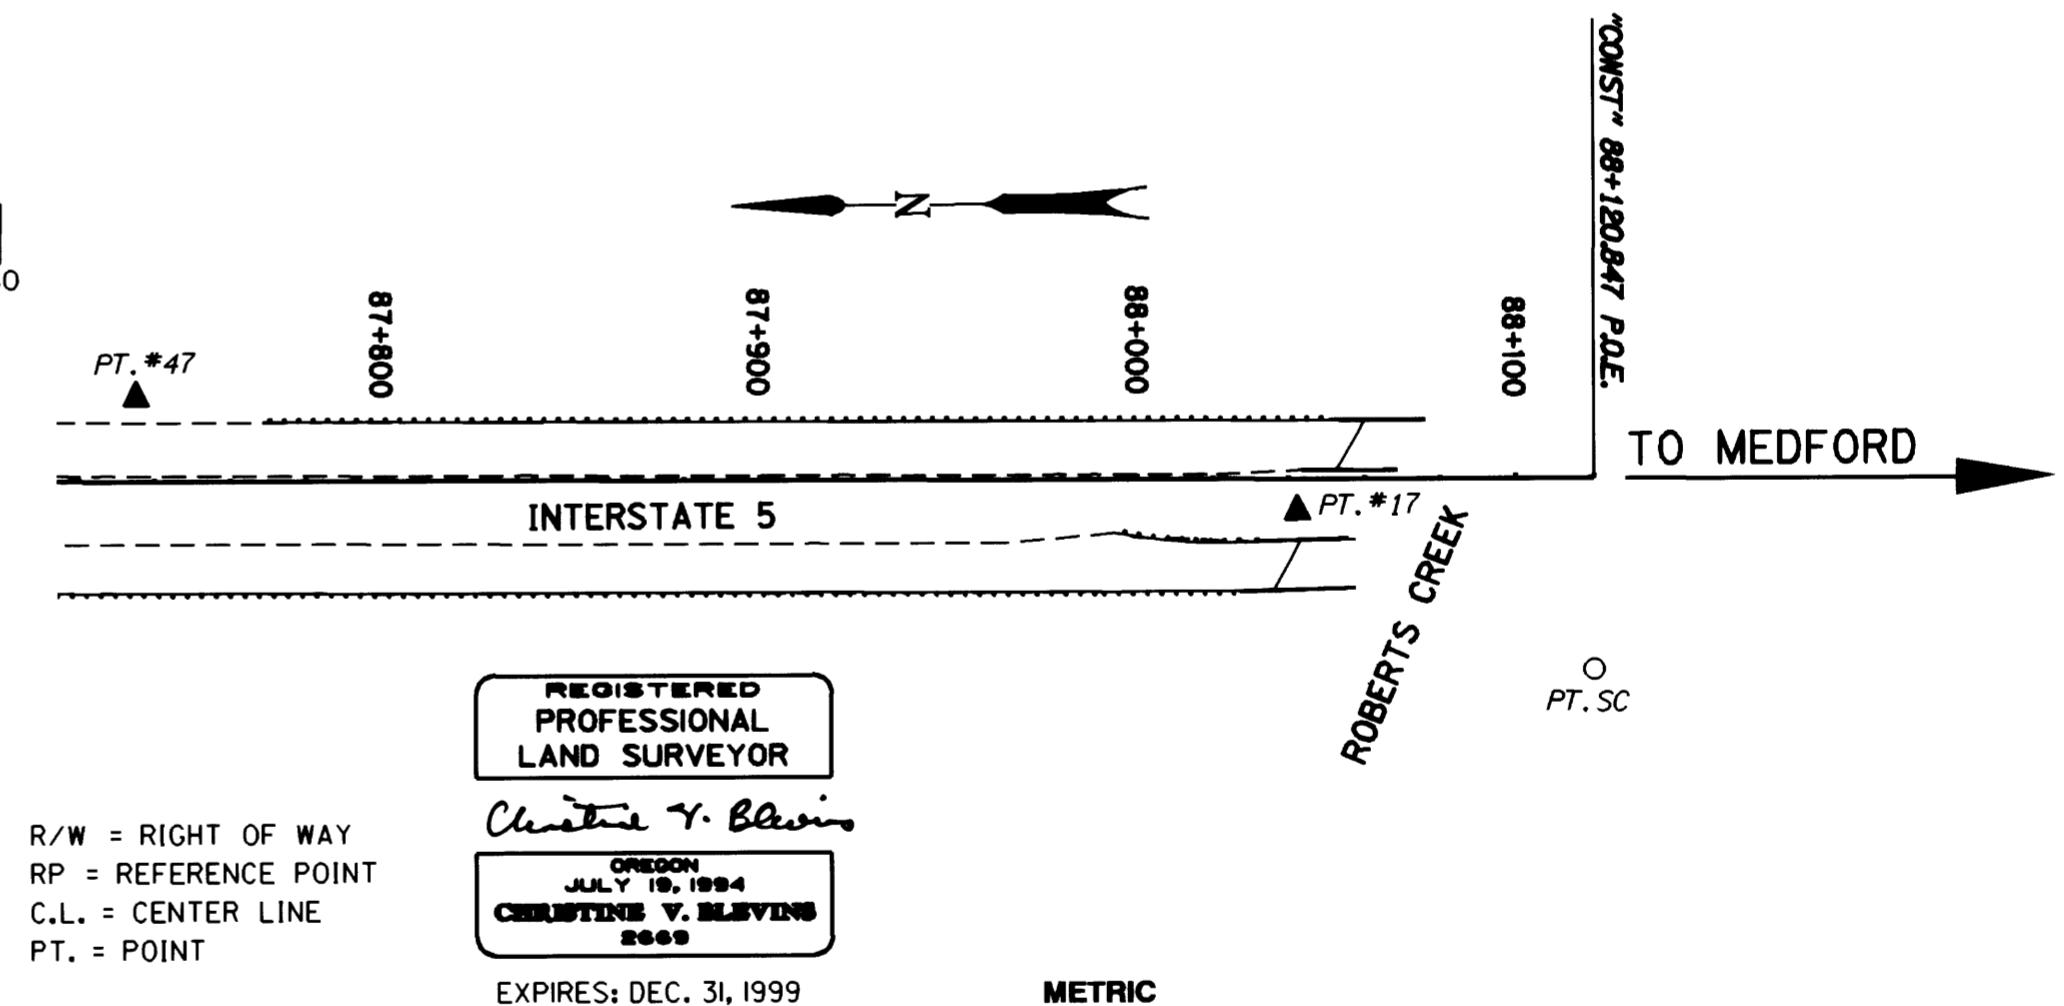 "CONST" 88+120.847 P.O.E.
N
87+800
87+900
88+000
88+100
PT. #47
TO MEDFORD
INTERSTATE 5
PT. #17
ROBERTS CREEK
PT. SC
REGISTERED
PROFESSIONAL
LAND SURVEYOR
Christine V. Blevins
OREGON
JULY 19, 1994
CHRISTINE V. BLEVINS
2669
EXPIRES: DEC. 31, 1999
R/W = RIGHT OF WAY
RP = REFERENCE POINT
C.L. = CENTER LINE
PT. = POINT
METRIC